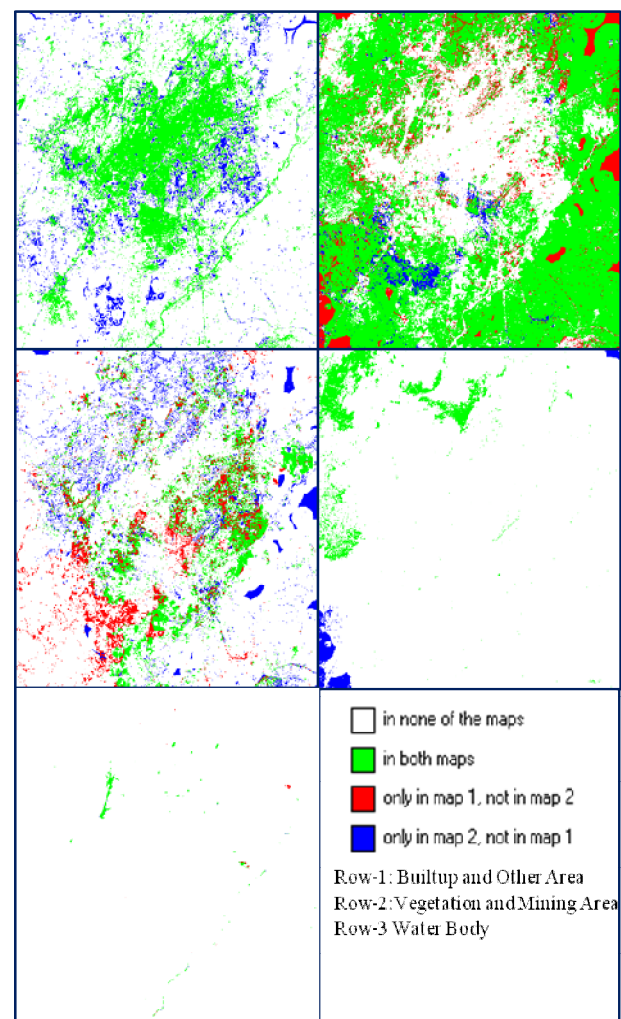 in none of the maps
in both maps
only in map 1, not in map 2
only in map 2, not in map 1
Row-1: Builtup and Other Area
Row-2: Vegetation and Mining Area
Row-3 Water Body